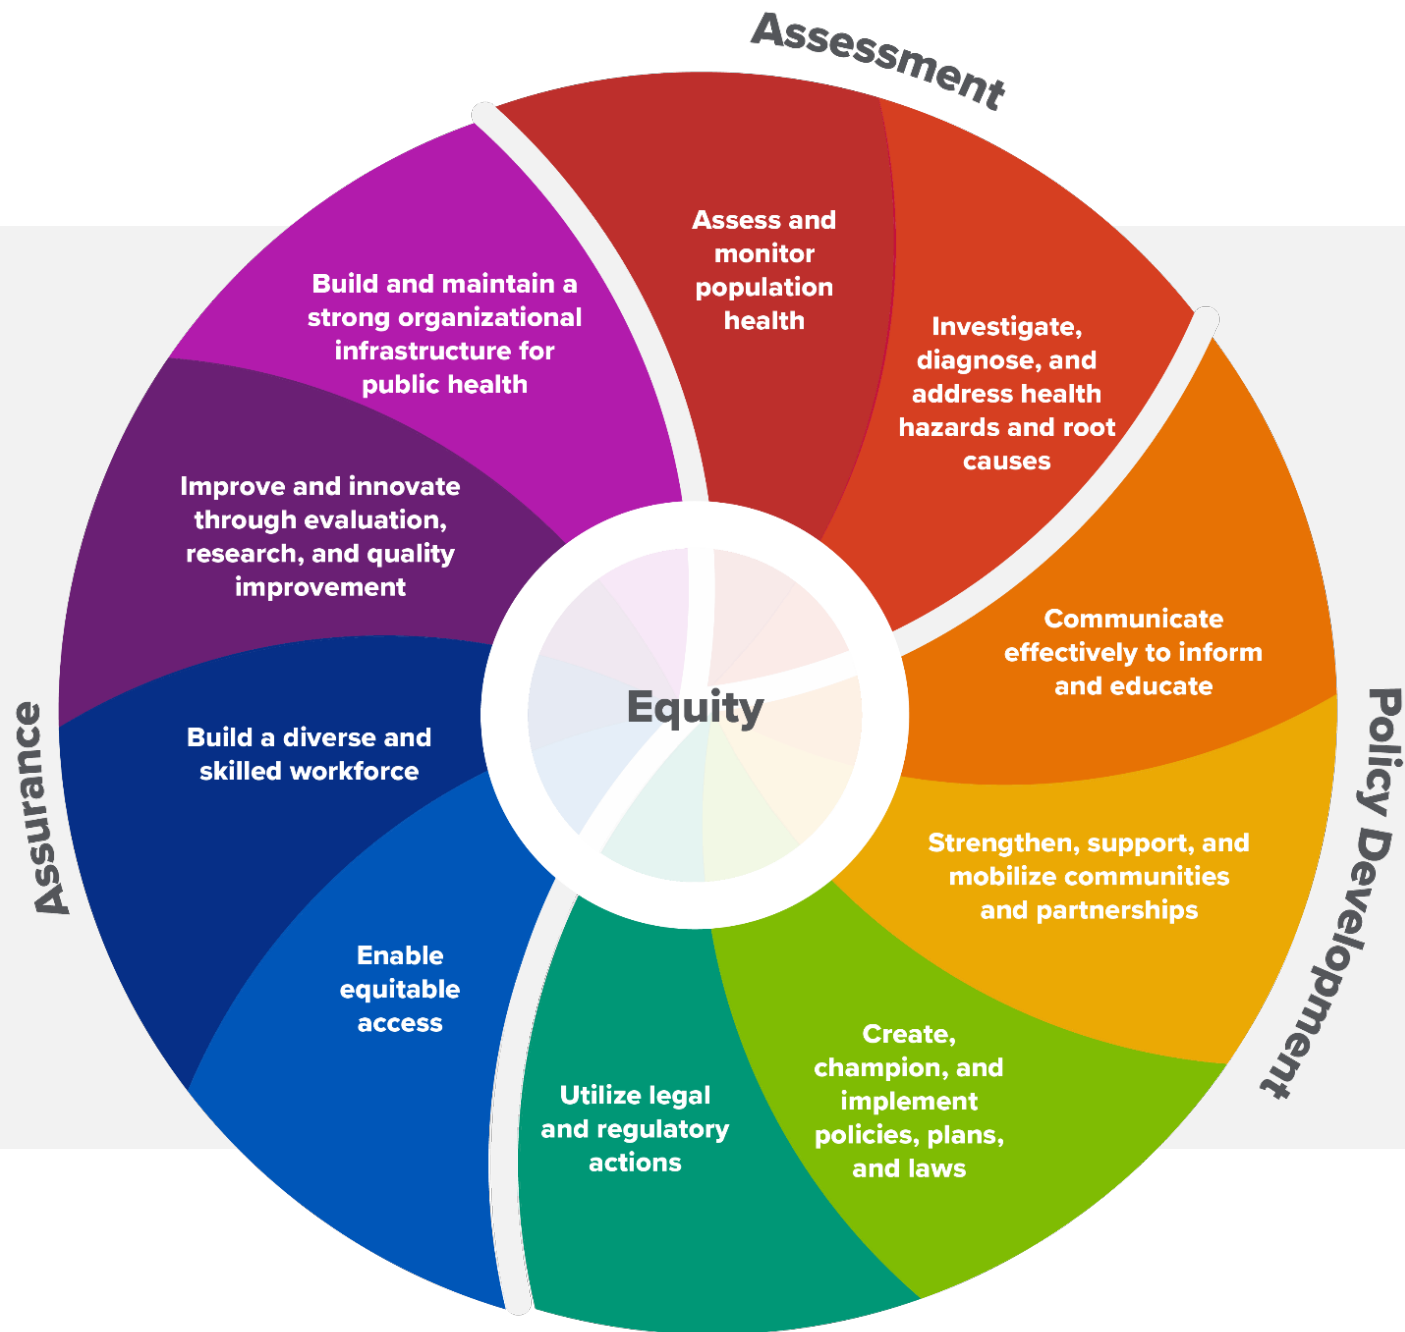 Assessment
Assess and
monitor
population
health
Investigate,
diagnose, and
address health
hazards and root
causes
Policy Development
Communicate
effectively to inform
and educate
Strengthen, support, and
mobilize communities
and partnerships
Create,
champion, and
implement
policies, plans,
and laws
Utilize legal
and regulatory
actions
Assurance
Enable
equitable
access
Build a diverse and
skilled workforce
Improve and innovate
through evaluation,
research, and quality
improvement
Build and maintain a
strong organizational
infrastructure for
public health
Equity